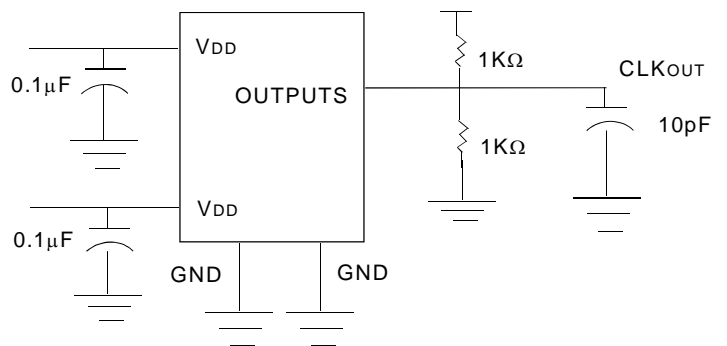 VDD
0.1μF
OUTPUTS
1KΩ
CLKOUT
10pF
1KΩ
VDD
0.1μF
GND
GND